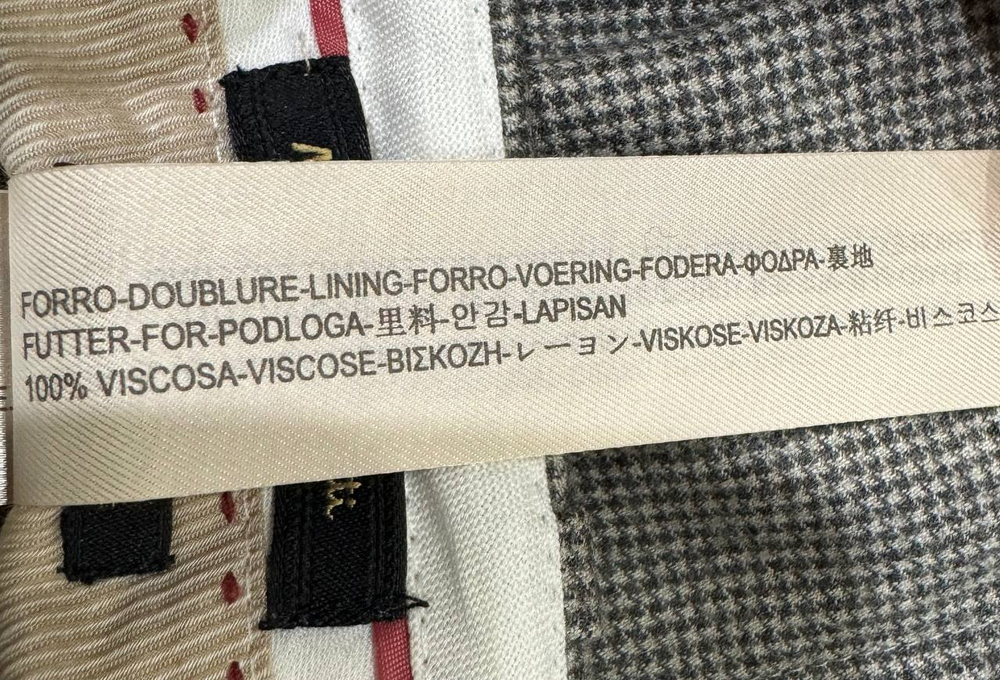 FORRO-DOUBLURE-LINING-FORRO-VOERING-FODERA-ΦΟΔΡΑ-裏地
FUTTER-FOR-PODLOGA-里料-안감-LAPISAN
100% VISCOSA-VISCOSE-ΒΙΣΚΟΖΗ-レーヨン-VISKOSE-VISKOZA-粘纤-비스코스